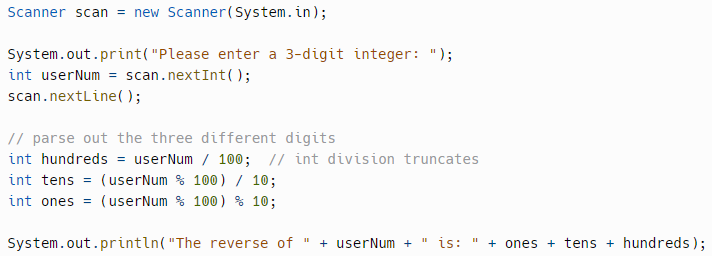 Scanner scan = new Scanner(System.in);
System.out.print("Please enter a 3-digit integer: ");
int userNum = scan.nextInt();
scan.nextLine();
// parse out the three different digits
int hundreds = userNum / 100;  // int division truncates
int tens = (userNum % 100) / 10;
int ones = (userNum % 100) % 10;
System.out.println("The reverse of " + userNum + " is: " + ones + tens + hundreds);